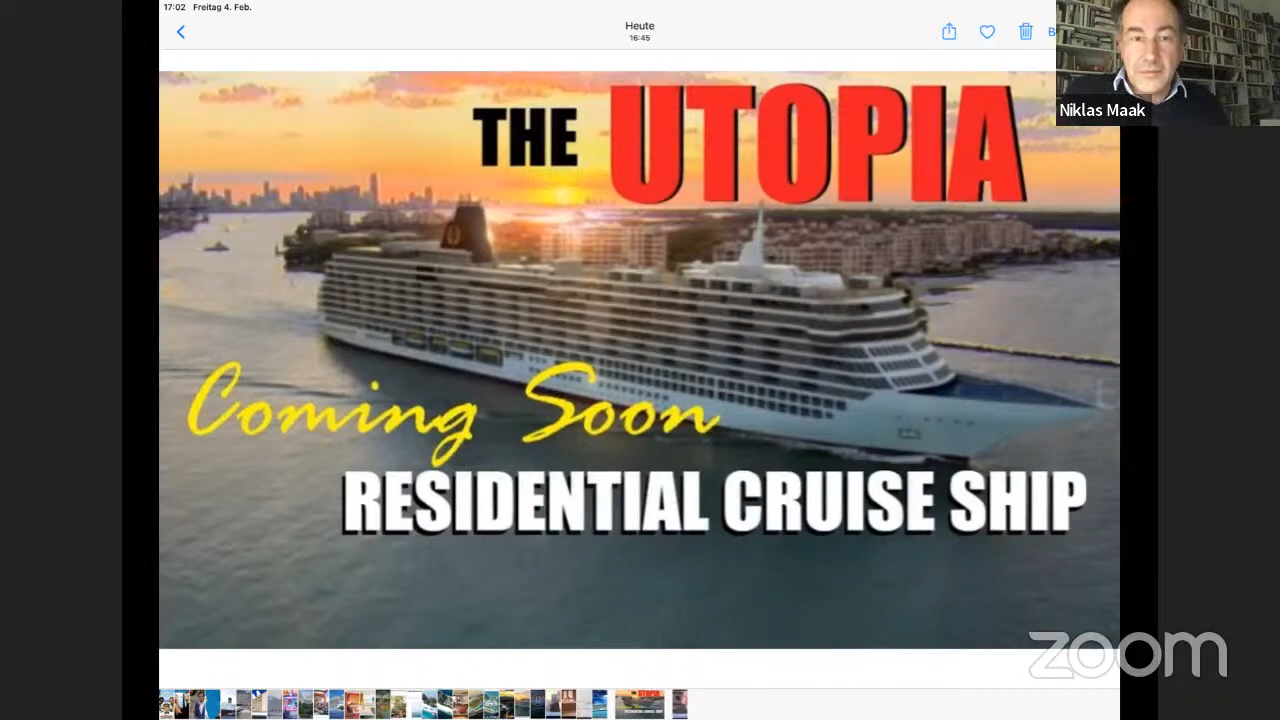 17:02 Freitag 4. Feb.
Heute
16:45
B
Niklas Maak
THE UTOPIA
Coming Soon
RESIDENTIAL CRUISE SHIP
zoom